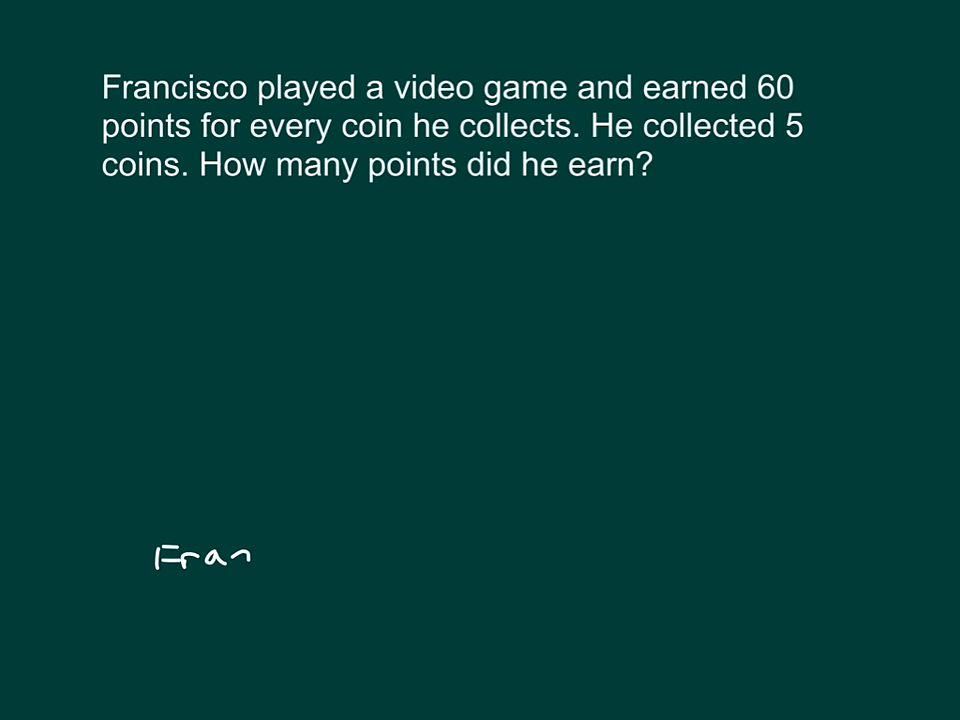 Francisco played a video game and earned 60
points for every coin he collects. He collected 5
coins. How many points did he earn?
Fran